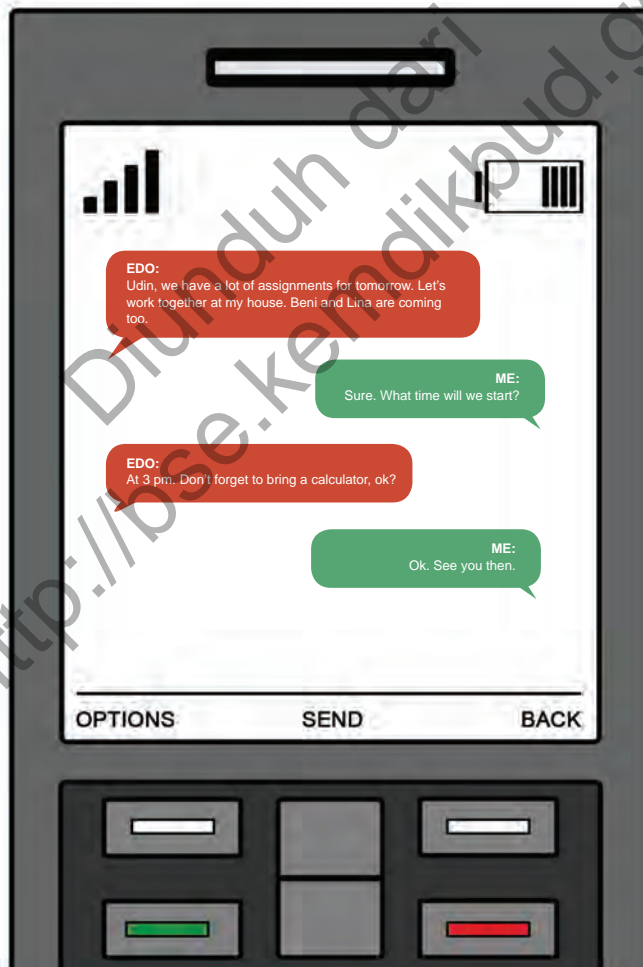 EDO:
Udin, we have a lot of assignments for tomorrow. Let's
work together at my house. Beni and Lina are coming
too.
ME:
Sure. What time will we start?
EDO:
At 3 pm. Don't forget to bring a calculator, ok?
ME:
Ok. See you then.
OPTIONS SEND BACK
Diunduh dari
http://bse.kemdikbud.g